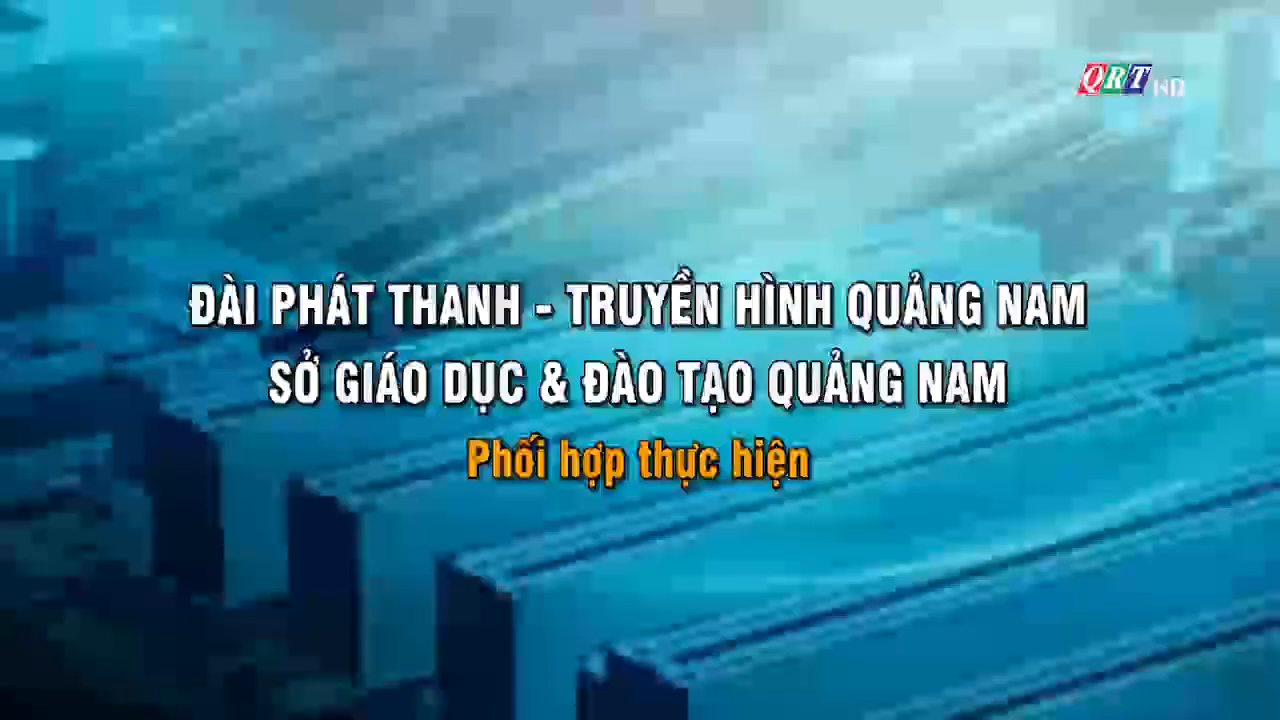 QRT HD
ĐÀI PHÁT THANH - TRUYỀN HÌNH QUẢNG NAM
SỞ GIÁO DỤC & ĐÀO TẠO QUẢNG NAM
Phối hợp thực hiện